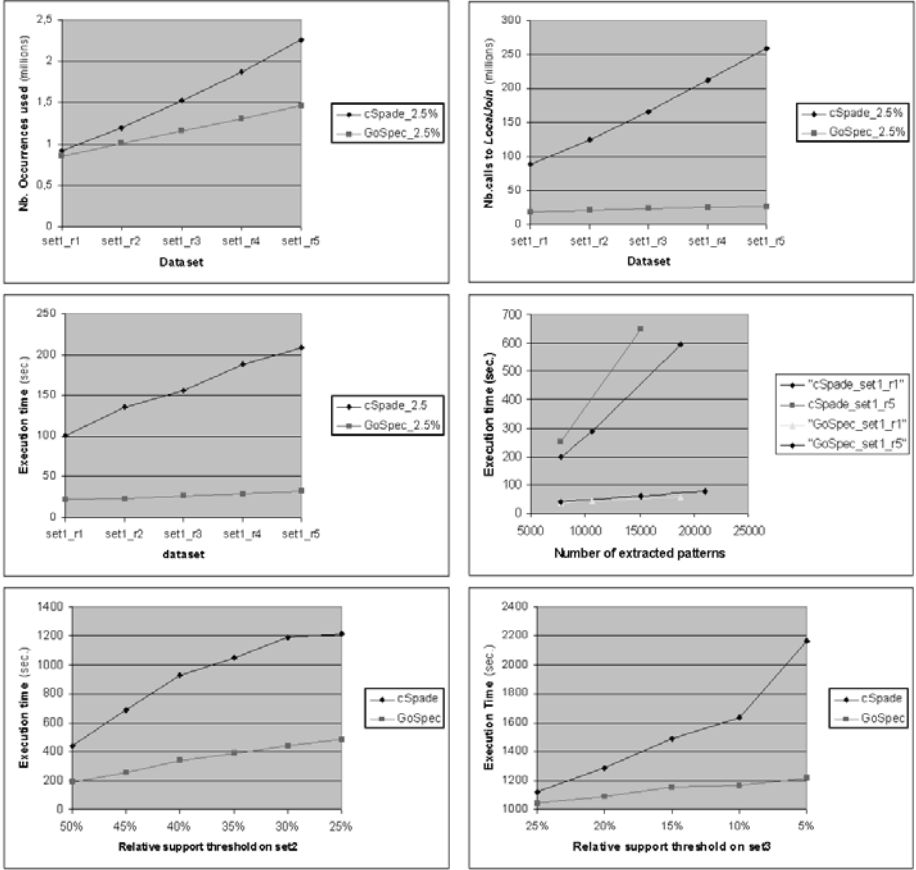 2,5
2
1,5
1
0,5
0
Nb. Occurrences used (millions)
set1_r1 set1_r2 set1_r3 set1_r4 set1_r5
Dataset
cSpade_2.5%
GoSpec_2.5%
300
250
200
150
100
50
0
Nb.calls to LocalJoin (millions)
set1_r1 set1_r2 set1_r3 set1_r4 set1_r5
Dataset
cSpade_2.5%
GoSpec_2.5%
250
200
150
100
50
0
Execution time (sec.)
set1_r1 set1_r2 set1_r3 set1_r4 set1_r5
dataset
cSpade_2.5
GoSpec_2.5%
700
600
500
400
300
200
100
0
Execution time (sec.)
5000 10000 15000 20000 25000
Number of extracted patterns
"cSpade_set1_r1"
cSpade_set1_r5
"GoSpec_set1_r1"
"GoSpec_set1_r5"
1400
1200
1000
800
600
400
200
0
Execution time (sec.)
50% 45% 40% 35% 30% 25%
Relative support threshold on set2
cSpade
GoSpec
2400
2200
2000
1800
1600
1400
1200
1000
Execution Time (sec.)
25% 20% 15% 10% 5%
Relative support threshold on set3
cSpade
GoSpec